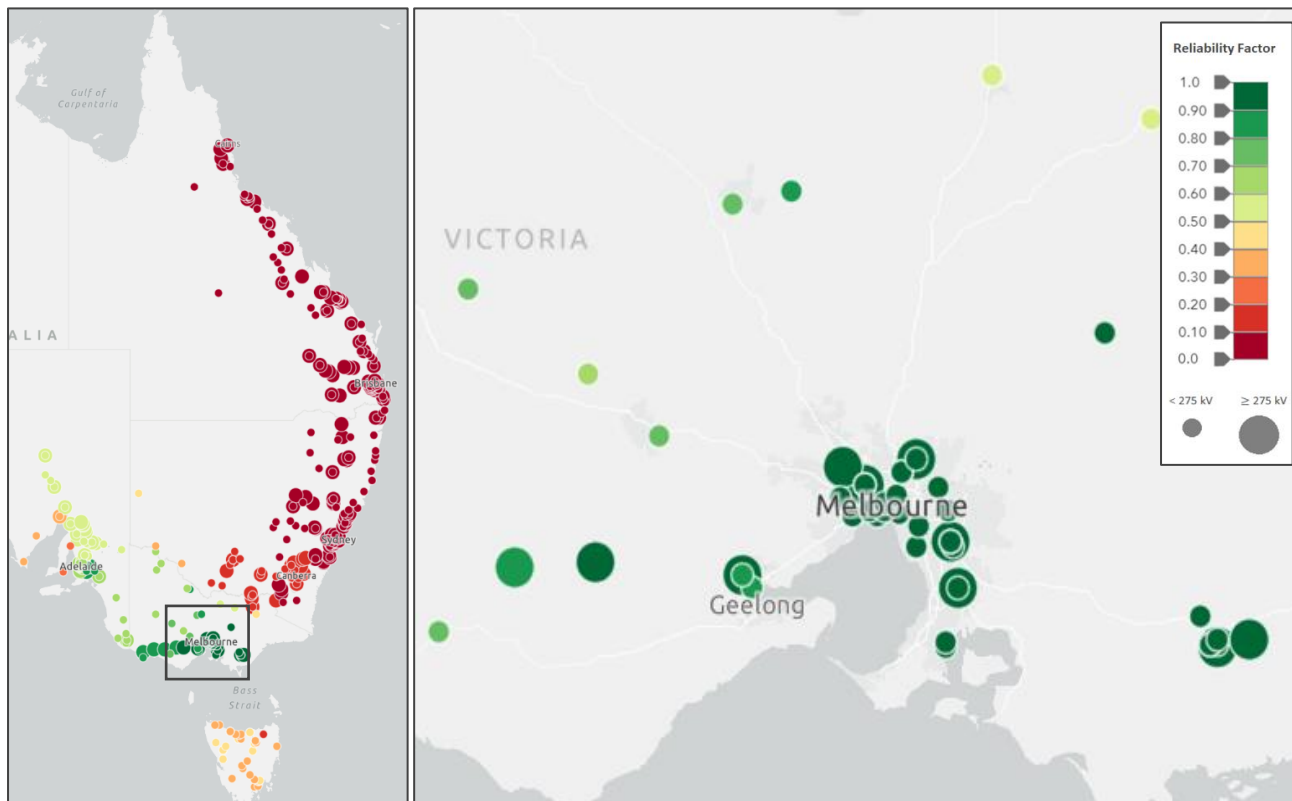 Gulf of
Carpentaria
Cairns
ALIA
Brisbane
Sydney
Adelaide
Canberra
Melbourne
Bass
Strait
VICTORIA
Melbourne
Geelong
Reliability Factor
1.0
0.90
0.80
0.70
0.60
0.50
0.40
0.30
0.20
0.10
0.0
< 275 kV ≥ 275 kV